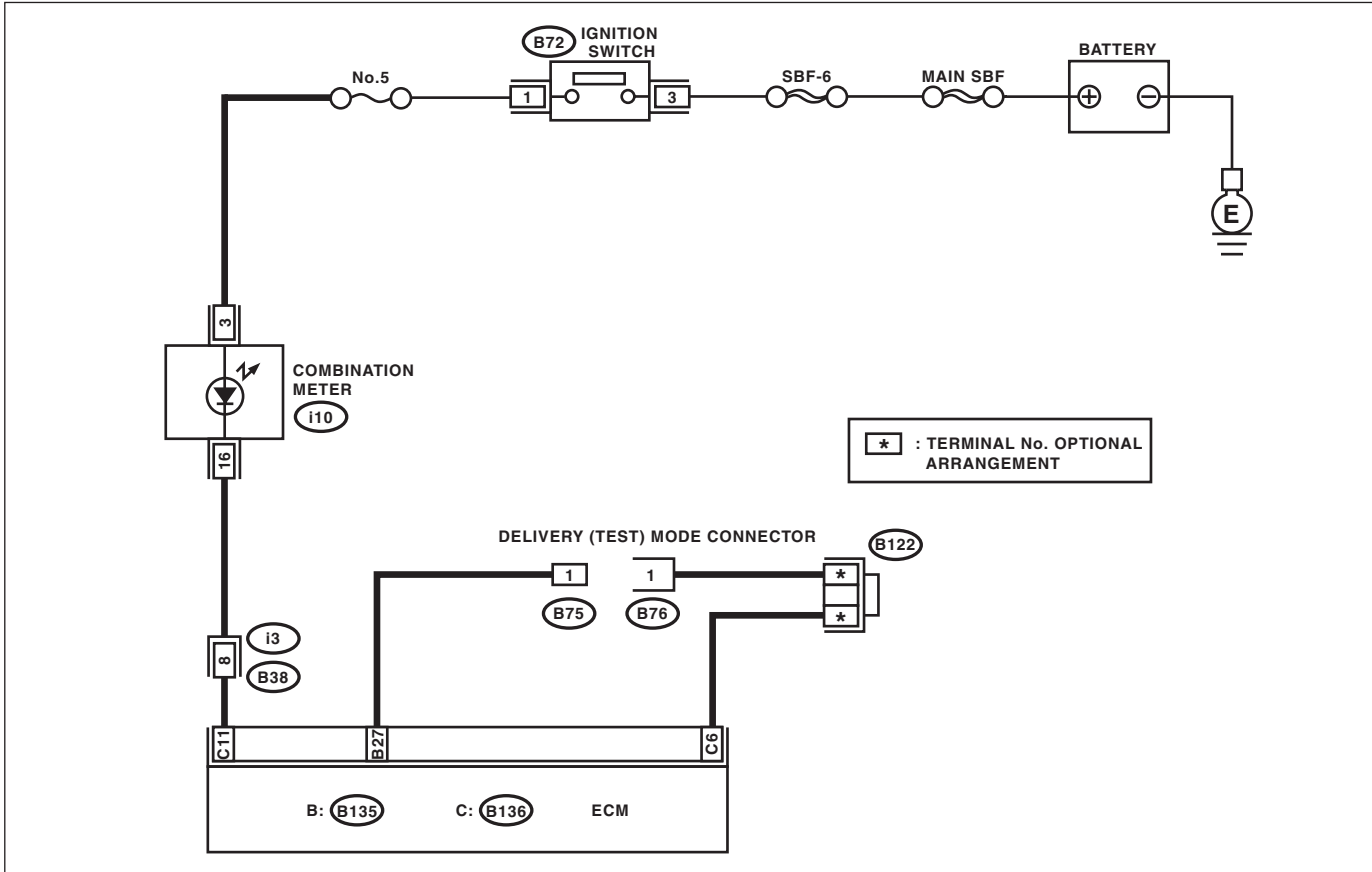 B72
IGNITION
SWITCH
BATTERY
No.5
SBF-6
MAIN SBF
1
3
+
−
E
3
COMBINATION
METER
i10
16
* : TERMINAL No. OPTIONAL
ARRANGEMENT
DELIVERY (TEST) MODE CONNECTOR
B122
1
1
*
B75
B76
*
i3
8
B38
C11
B27
C6
B: B135
C: B136
ECM